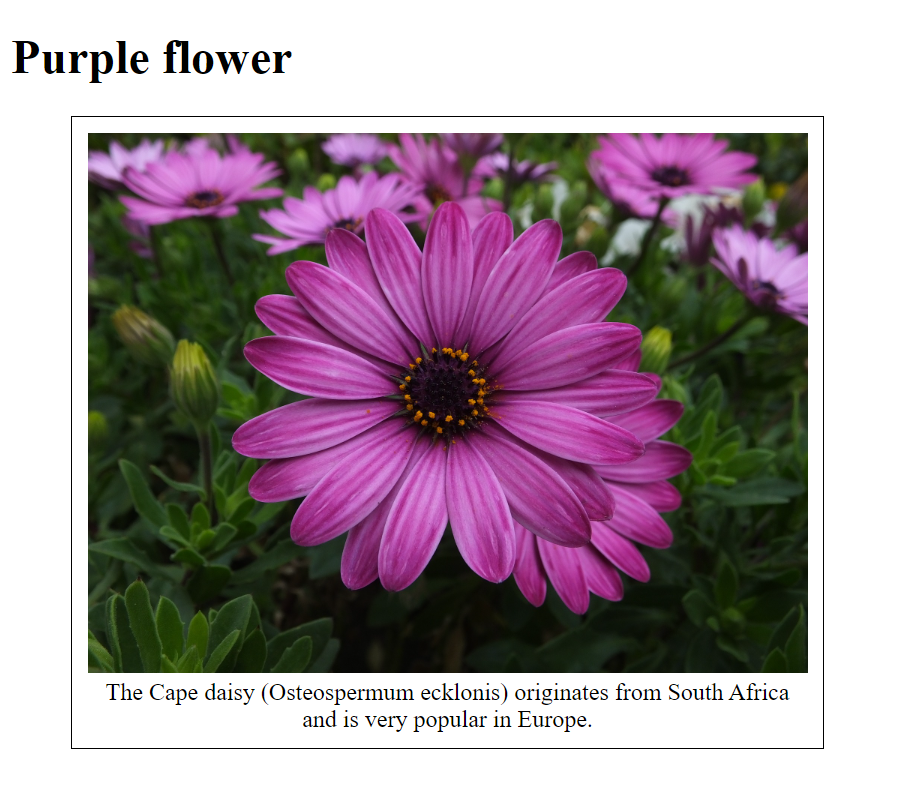 Purple flower
The Cape daisy (Osteospermum ecklonis) originates from South Africa
and is very popular in Europe.